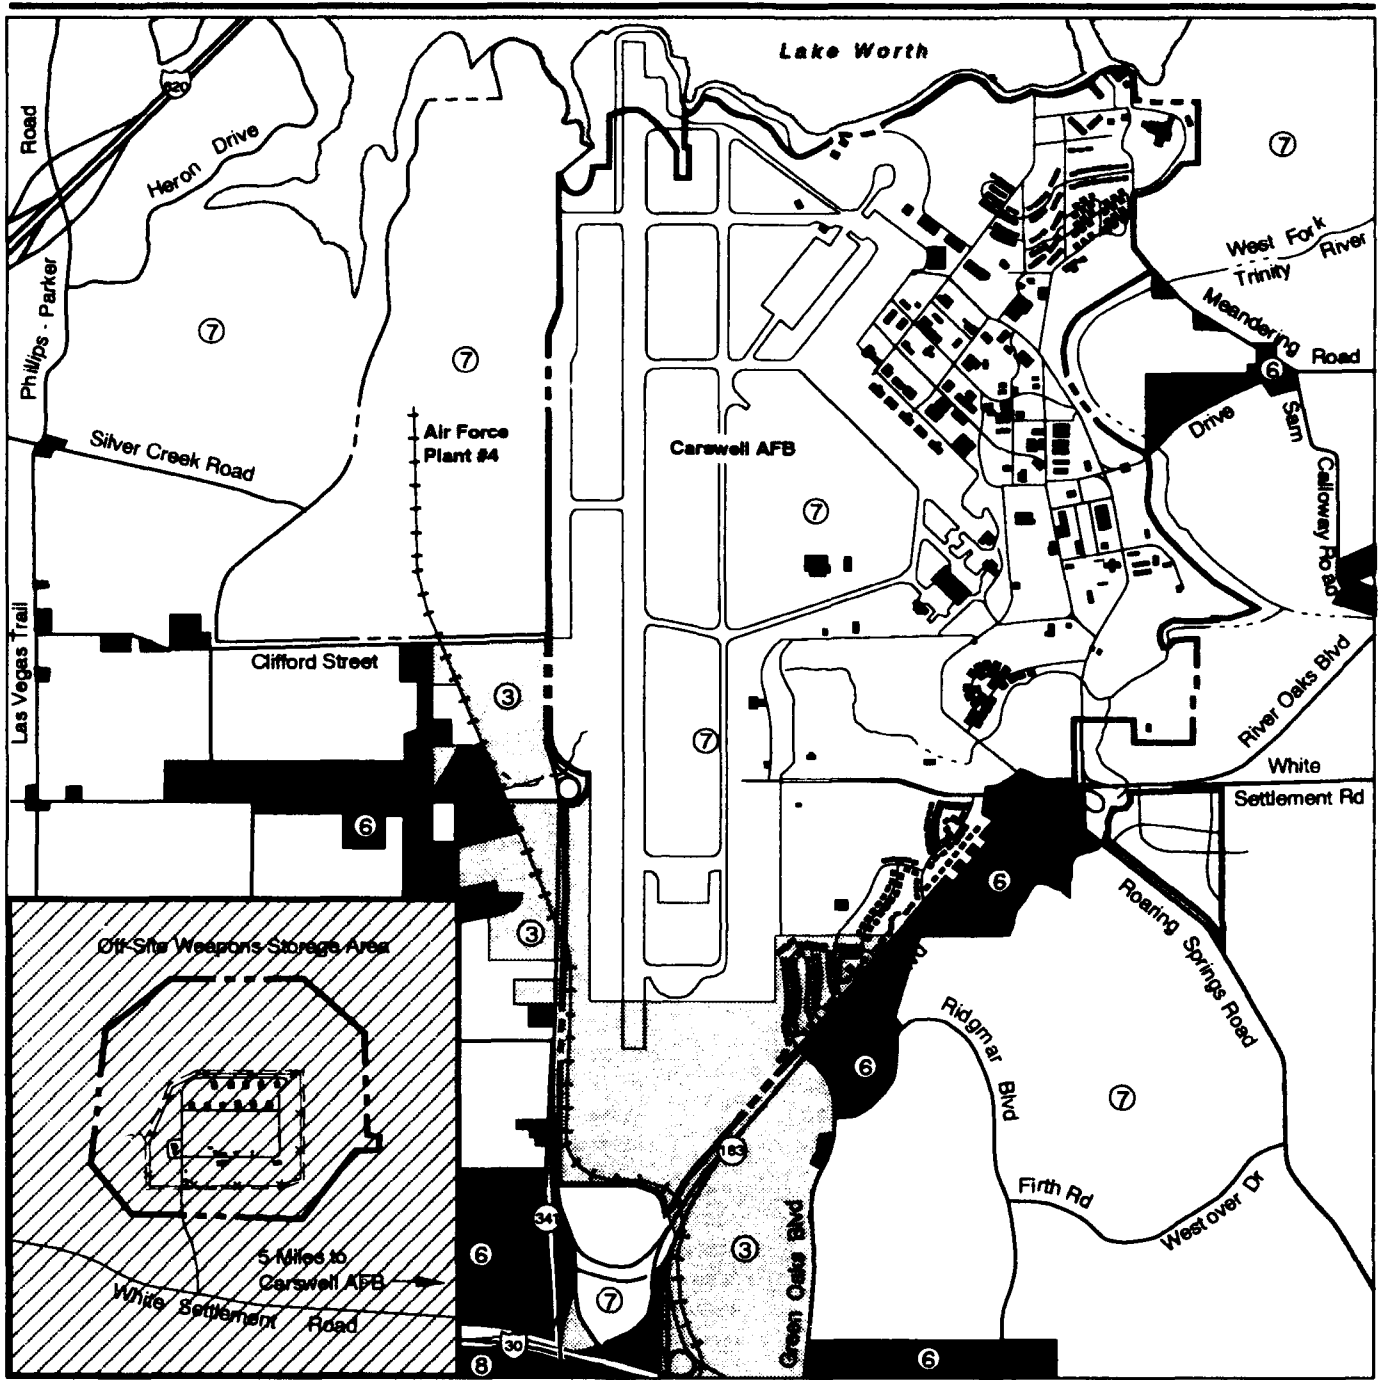 Lake Worth
820
Road
Heron Drive
7
West Fork
Trinity River
Phillips - Parker
Meandering
Road
7
7
6
Air Force
Plant #4
Carswell AFB
Silver Creek Road
Drive
Sam
Calloway Road
7
Las Vegas Trail
Clifford Street
3
7
River Oaks Blvd
White
Settlement Rd
6
6
Roaring Springs Road
3
Off-Site Weapons Storage Area
Ridgmar Blvd
6
7
183
Firth Rd
Westover Dr
341
6
3
Green Oaks Blvd
5 Miles to
Carswell AFB
White Settlement Road
7
30
8
6